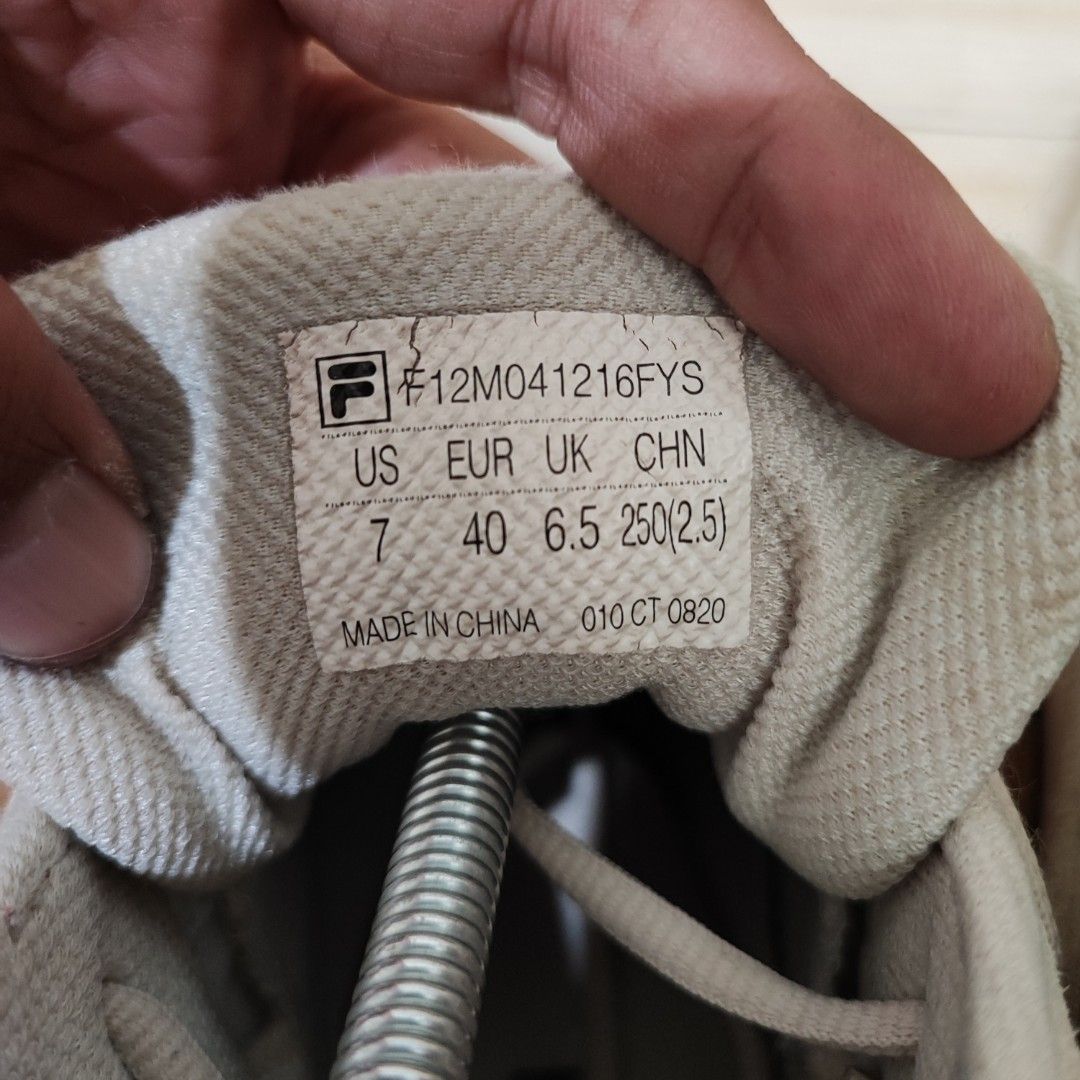 F F12M041216FYS
US EUR UK CHN
7 40 6.5 250(2.5)
MADE IN CHINA 010 CT 0820